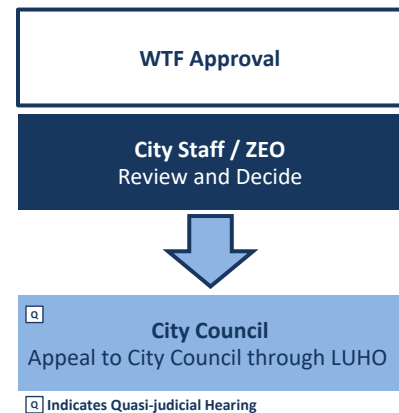 WTF Approval
City Staff / ZEO
Review and Decide
Q
City Council
Appeal to City Council through LUHO
Q Indicates Quasi-judicial Hearing